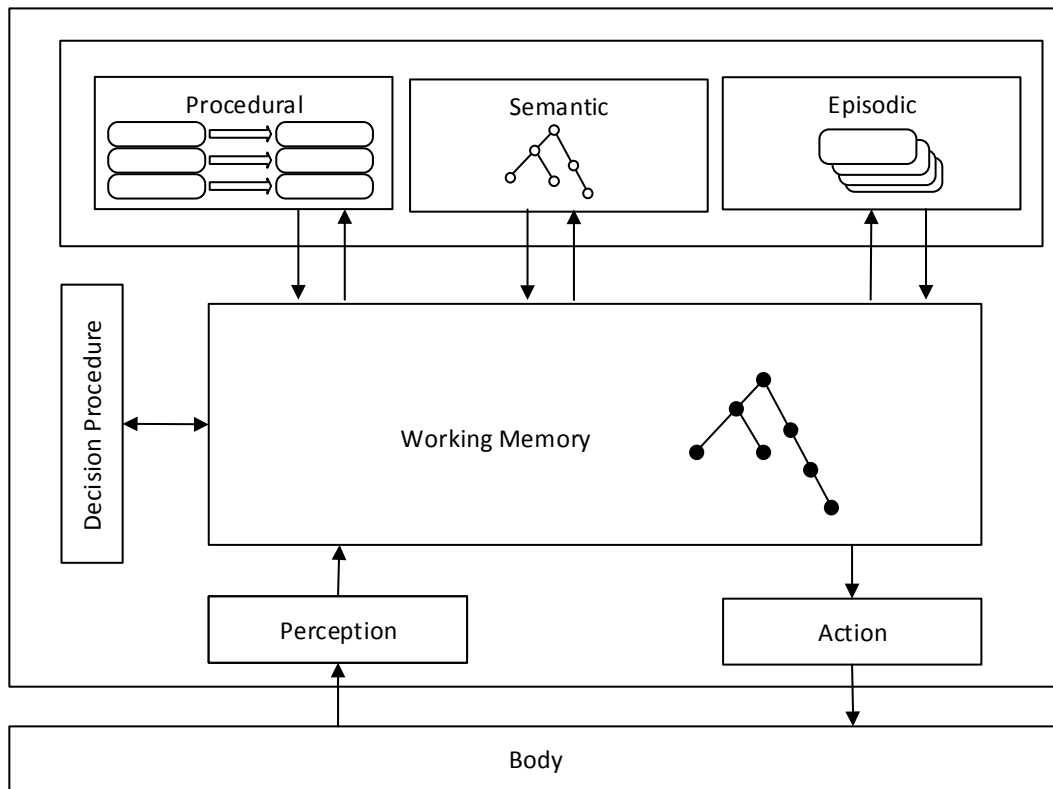 Procedural
Semantic
Episodic
Decision Procedure
Working Memory
Perception
Action
Body